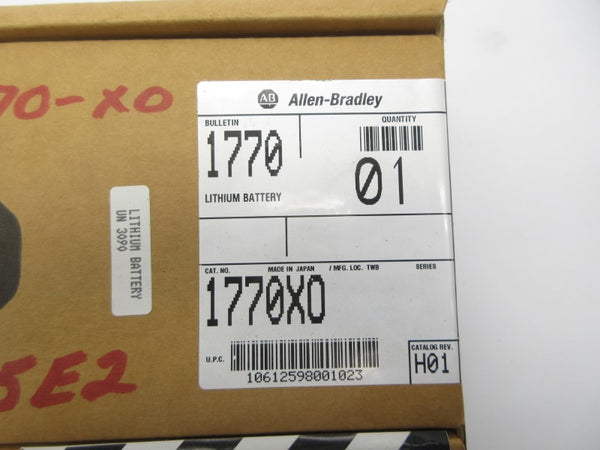 70-XO
AB Allen-Bradley
BULLETIN
1770
QUANTITY
01
LITHIUM BATTERY
LITHIUM BATTERY
UN 3090
CAT. NO. MADE IN JAPAN / MFG. LOC. TWB SERIES
1770XO
U.P.C.
10612598001023
CATALOG REV.
H01
5E2